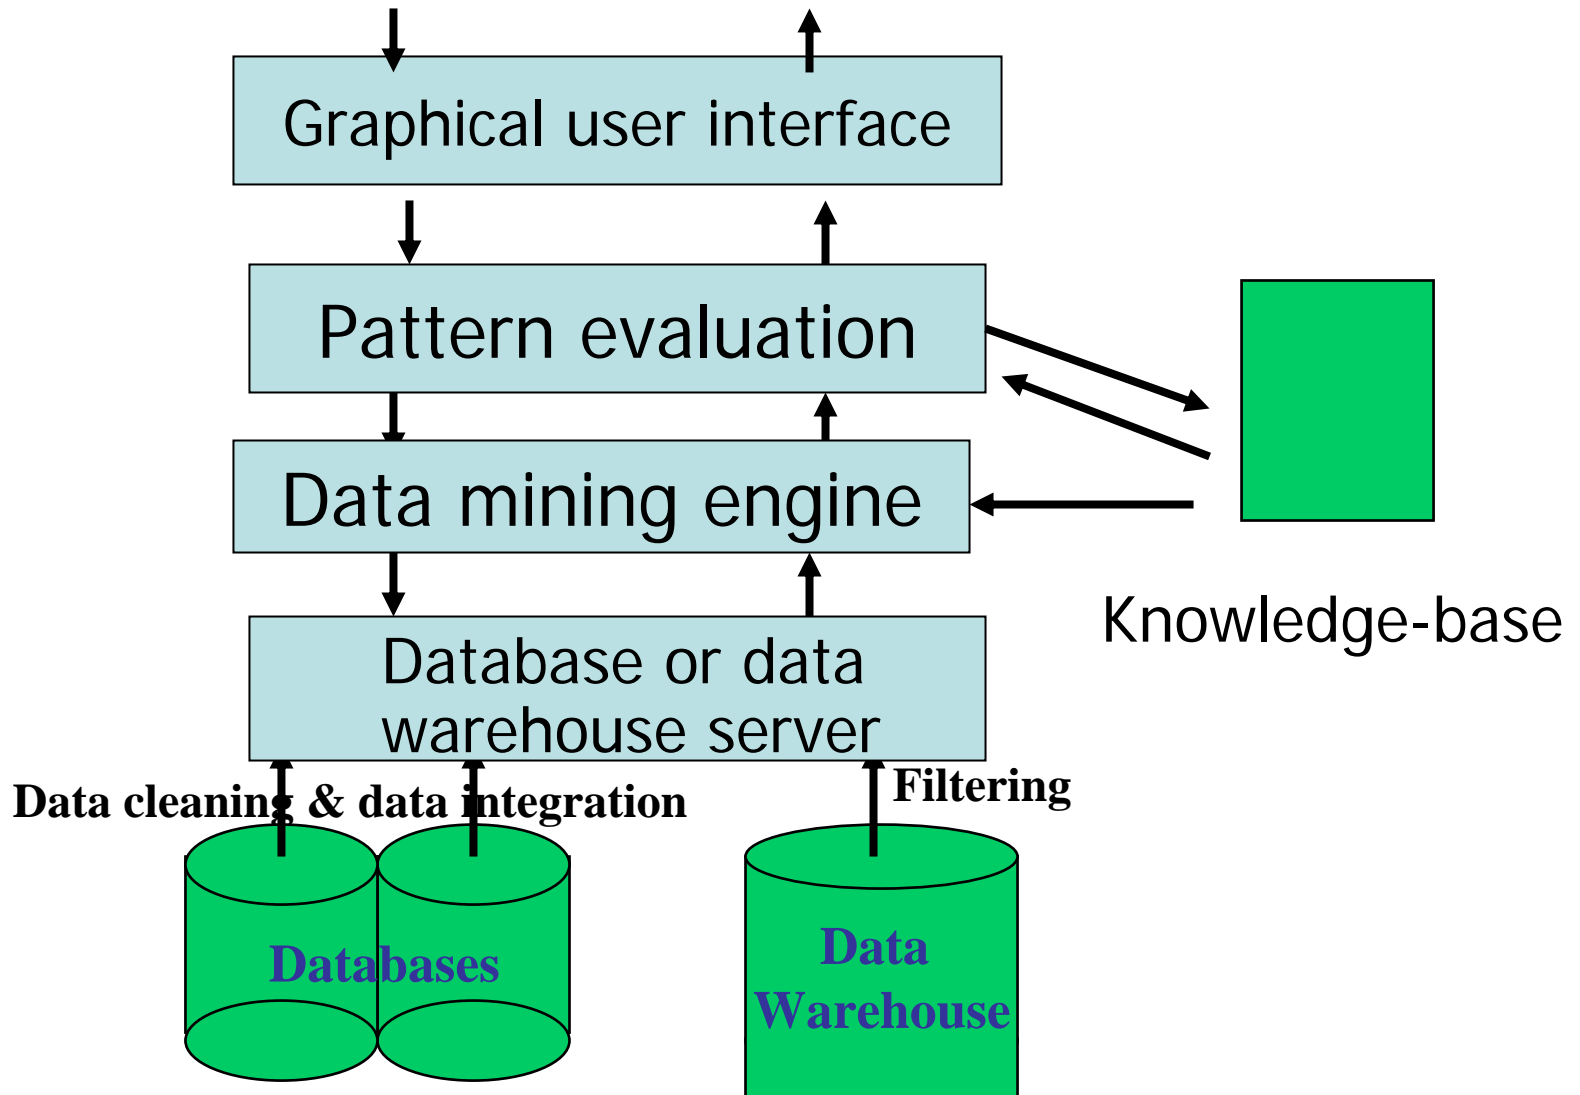 Graphical user interface
Pattern evaluation
Data mining engine
Knowledge-base
Database or data
warehouse server
Data cleaning & data integration
Filtering
Databases
Data
Warehouse